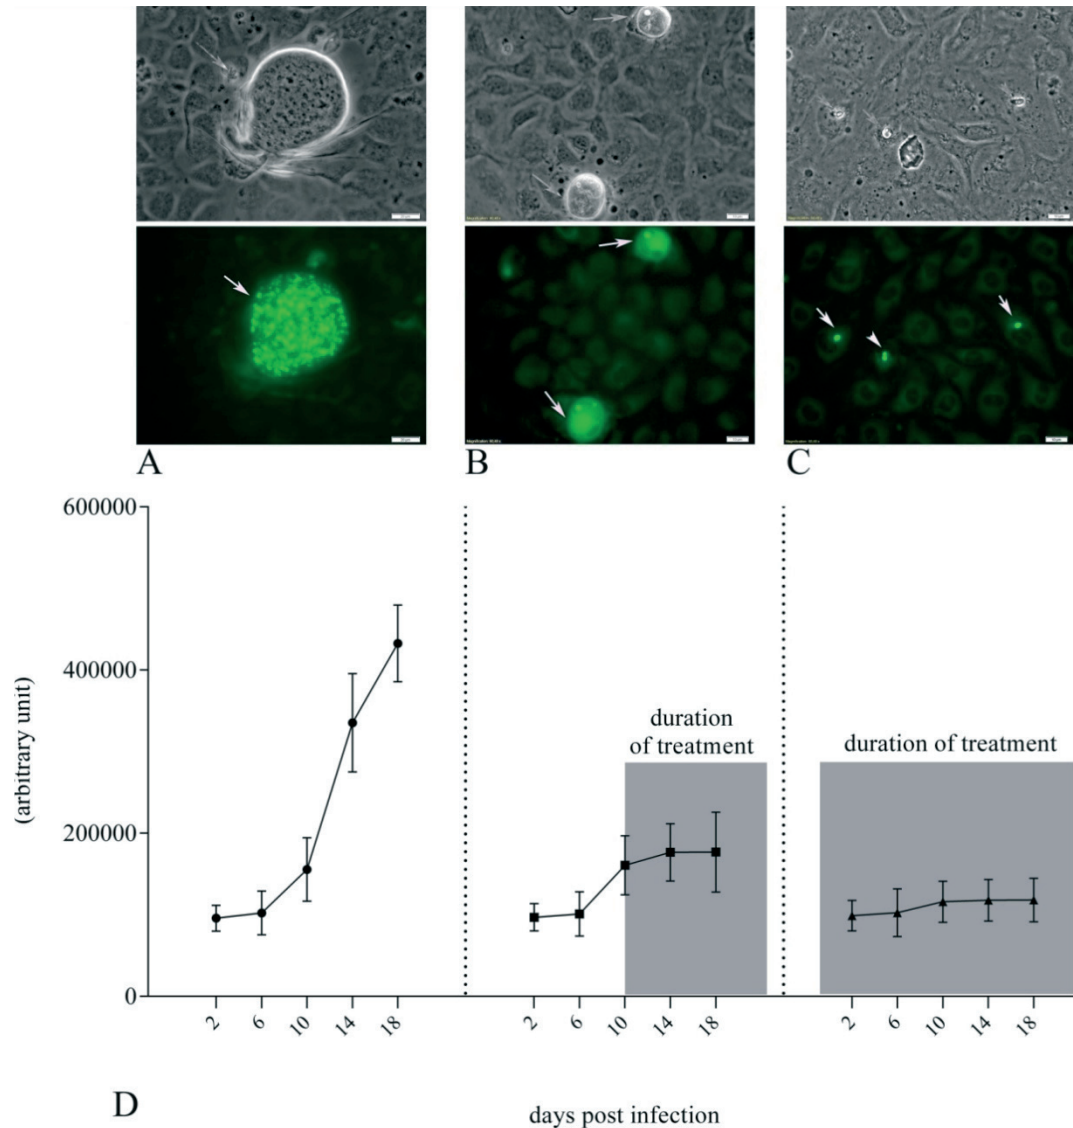 A
B
C
600000
400000
200000
0
(arbitrary unit)
duration
of treatment
duration of treatment
2 6 10 14 18
2 6 10 14 18
2 6 10 14 18
D
days post infection